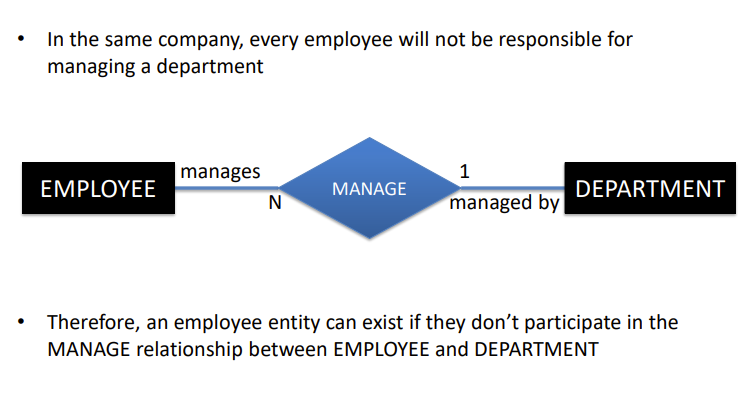 • In the same company, every employee will not be responsible for
managing a department
manages
1
EMPLOYEE
MANAGE
DEPARTMENT
N
managed by
• Therefore, an employee entity can exist if they don’t participate in the
MANAGE relationship between EMPLOYEE and DEPARTMENT